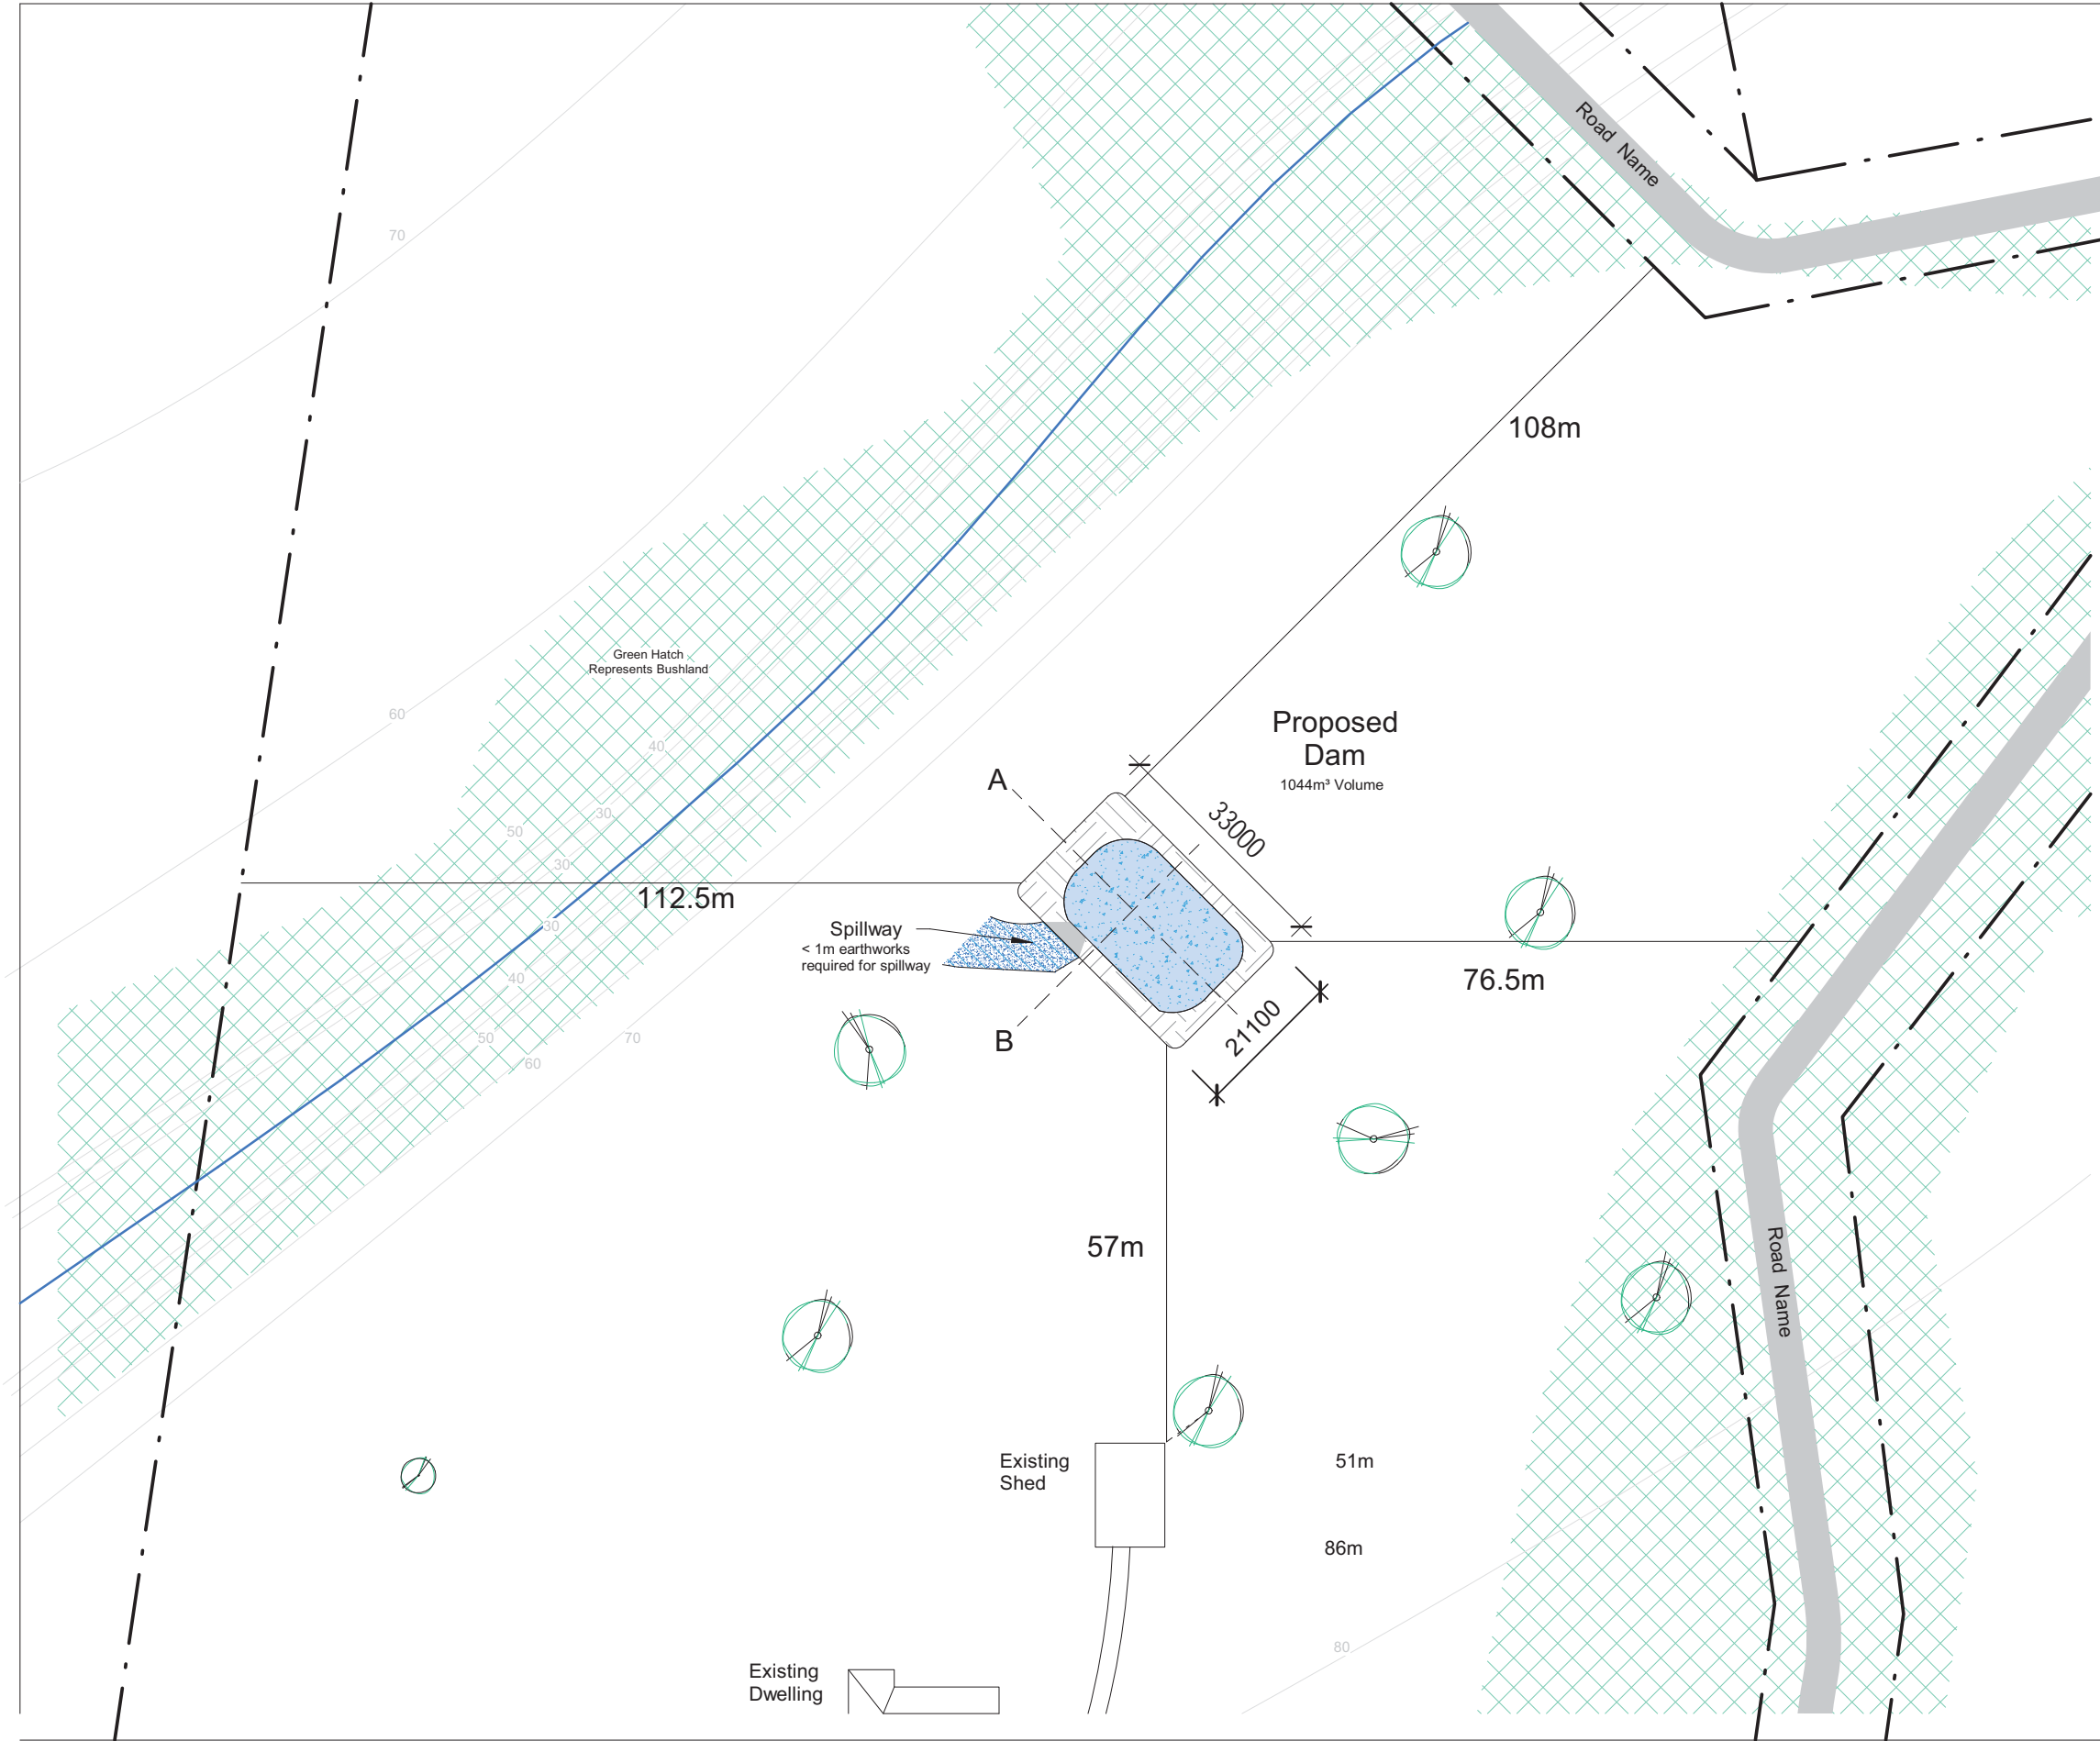 Road Name
70
108m
Green Hatch
Represents Bushland
60
40
Proposed
Dam
1044m³ Volume
A
33000
30
50
30
112.5m
30
Spillway
< 1m earthworks
required for spillway
40
76.5m
21100
B
50
60
70
57m
Road Name
Existing
Shed
51m
86m
80
Existing
Dwelling